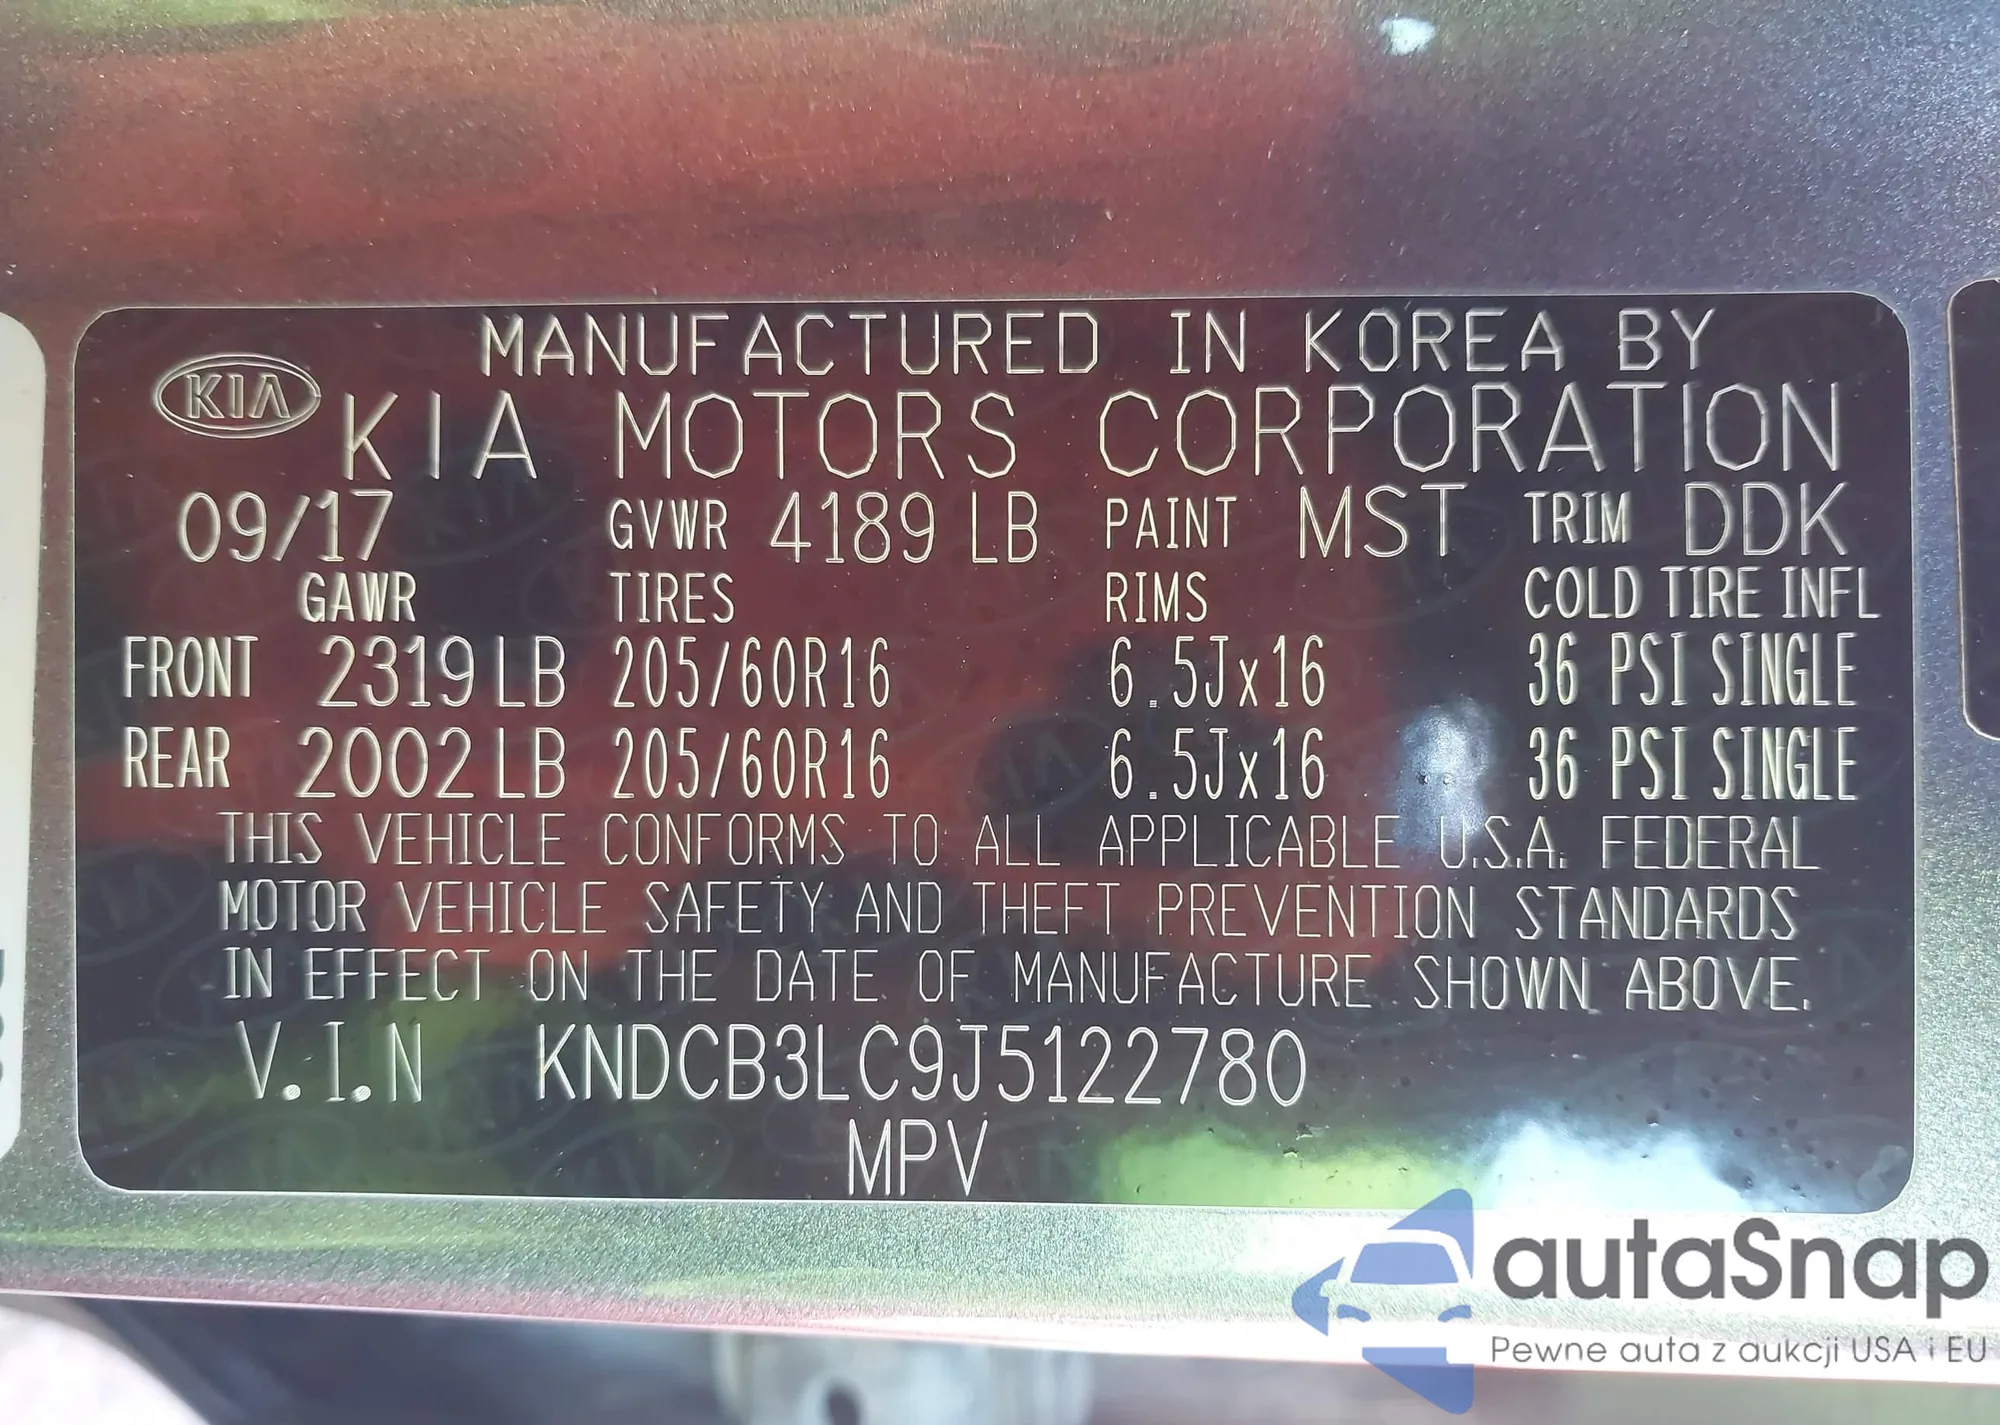 MANUFACTURED IN KOREA BY
KIA KIA MOTORS CORPORATION
09/17 GVWR 4189 LB PAINT MST TRIM DDK
GAWR TIRES RIMS COLD TIRE INFL
FRONT 2319 LB 205/60R16 6.5Jx16 36 PSI SINGLE
REAR 2002 LB 205/60R16 6.5Jx16 36 PSI SINGLE
THIS VEHICLE CONFORMS TO ALL APPLICABLE U.S.A. FEDERAL
MOTOR VEHICLE SAFETY AND THEFT PREVENTION STANDARDS
IN EFFECT ON THE DATE OF MANUFACTURE SHOWN ABOVE.
V.I.N KNDCB3LC9J5122780
MPV
autaSnap
Pewne auta z aukcji USA i EU